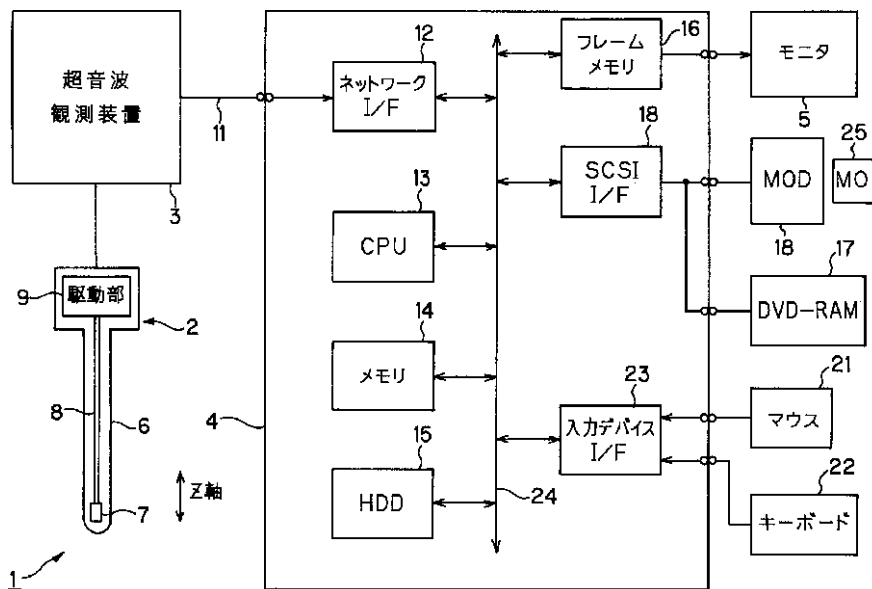 超音波
観測装置
3
11
12
ネットワーク
I/F
13
CPU
14
メモリ
15
HDD
16
フレーム
メモリ
18
SCSI
I/F
23
入力デバイス
I/F
24
4
モニタ
5
MOD
18
25
MO
17
DVD-RAM
21
マウス
22
キーボード
9
駆動部
2
8
6
7
Z軸
1